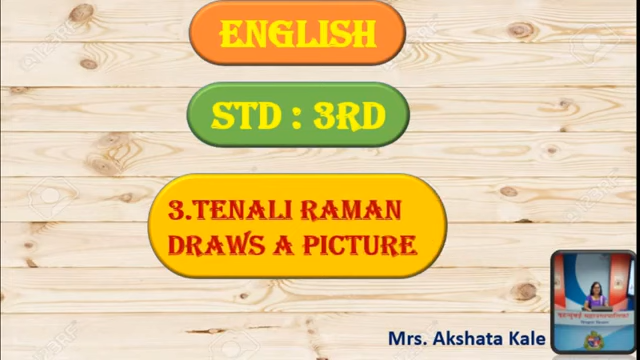 ENGLISH
STD : 3RD
3.TENALI RAMAN
DRAWS A PICTURE
Mrs. Akshata Kale